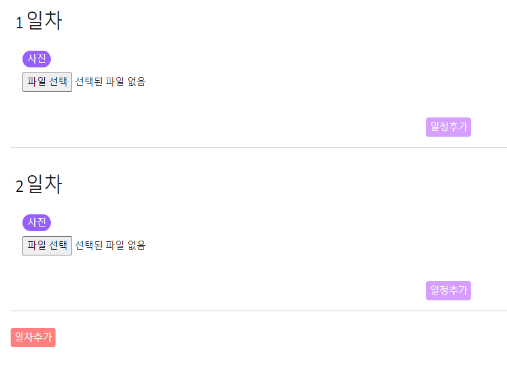 1 일차
사진
파일 선택 선택된 파일 없음
일정추가
2 일차
사진
파일 선택 선택된 파일 없음
일정추가
일차추가